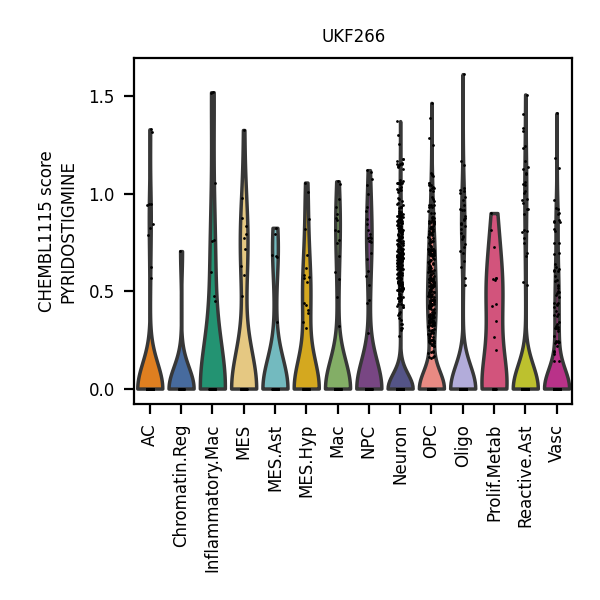 UKF266
CHEMBL1115 score
PYRIDOSTIGMINE
1.5
1.0
0.5
0.0
AC
Chromatin.Reg
Inflammatory.Mac
MES
MES.Ast
MES.Hyp
Mac
NPC
Neuron
OPC
Oligo
Prolif.Metab
Reactive.Ast
Vasc